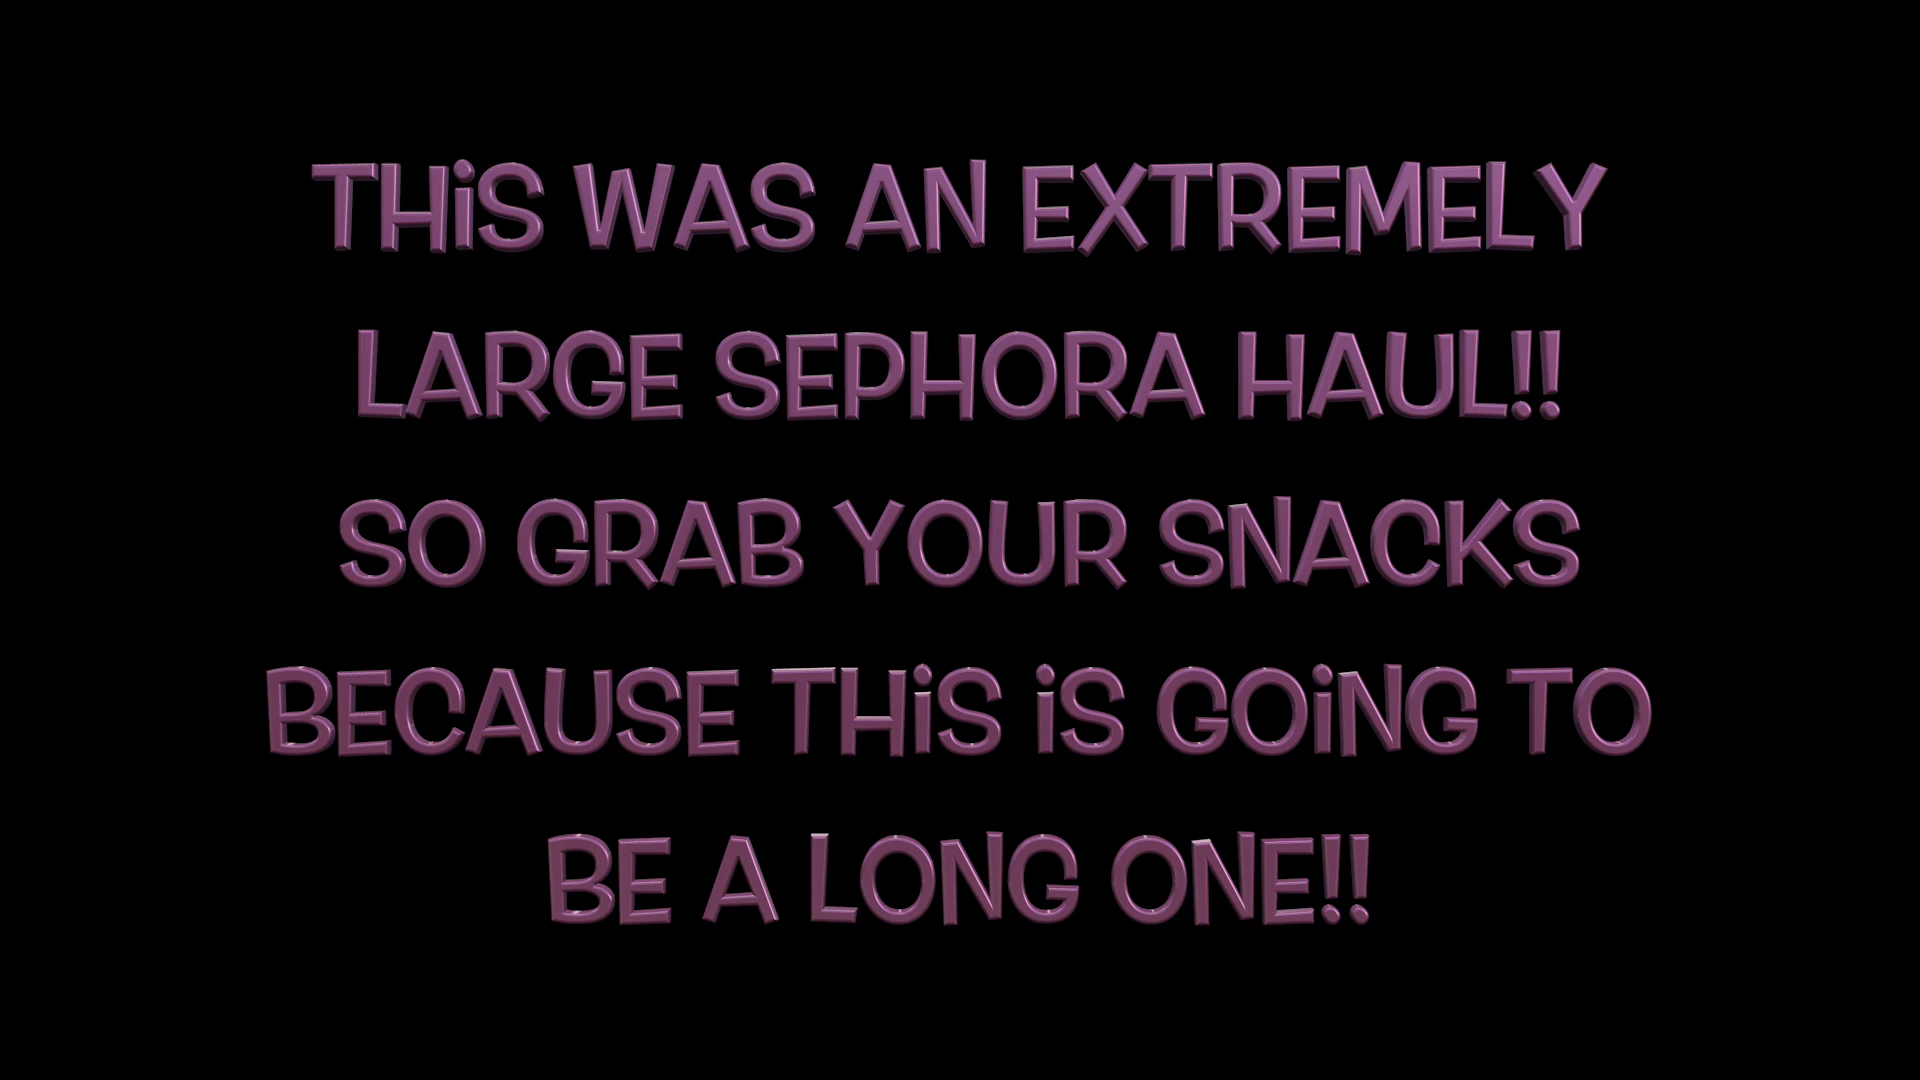 THiS WAS AN EXTREMELY
LARGE SEPHORA HAUL!!
SO GRAB YOUR SNACKS
BECAUSE THiS iS GOiNG TO
BE A LONG ONE!!